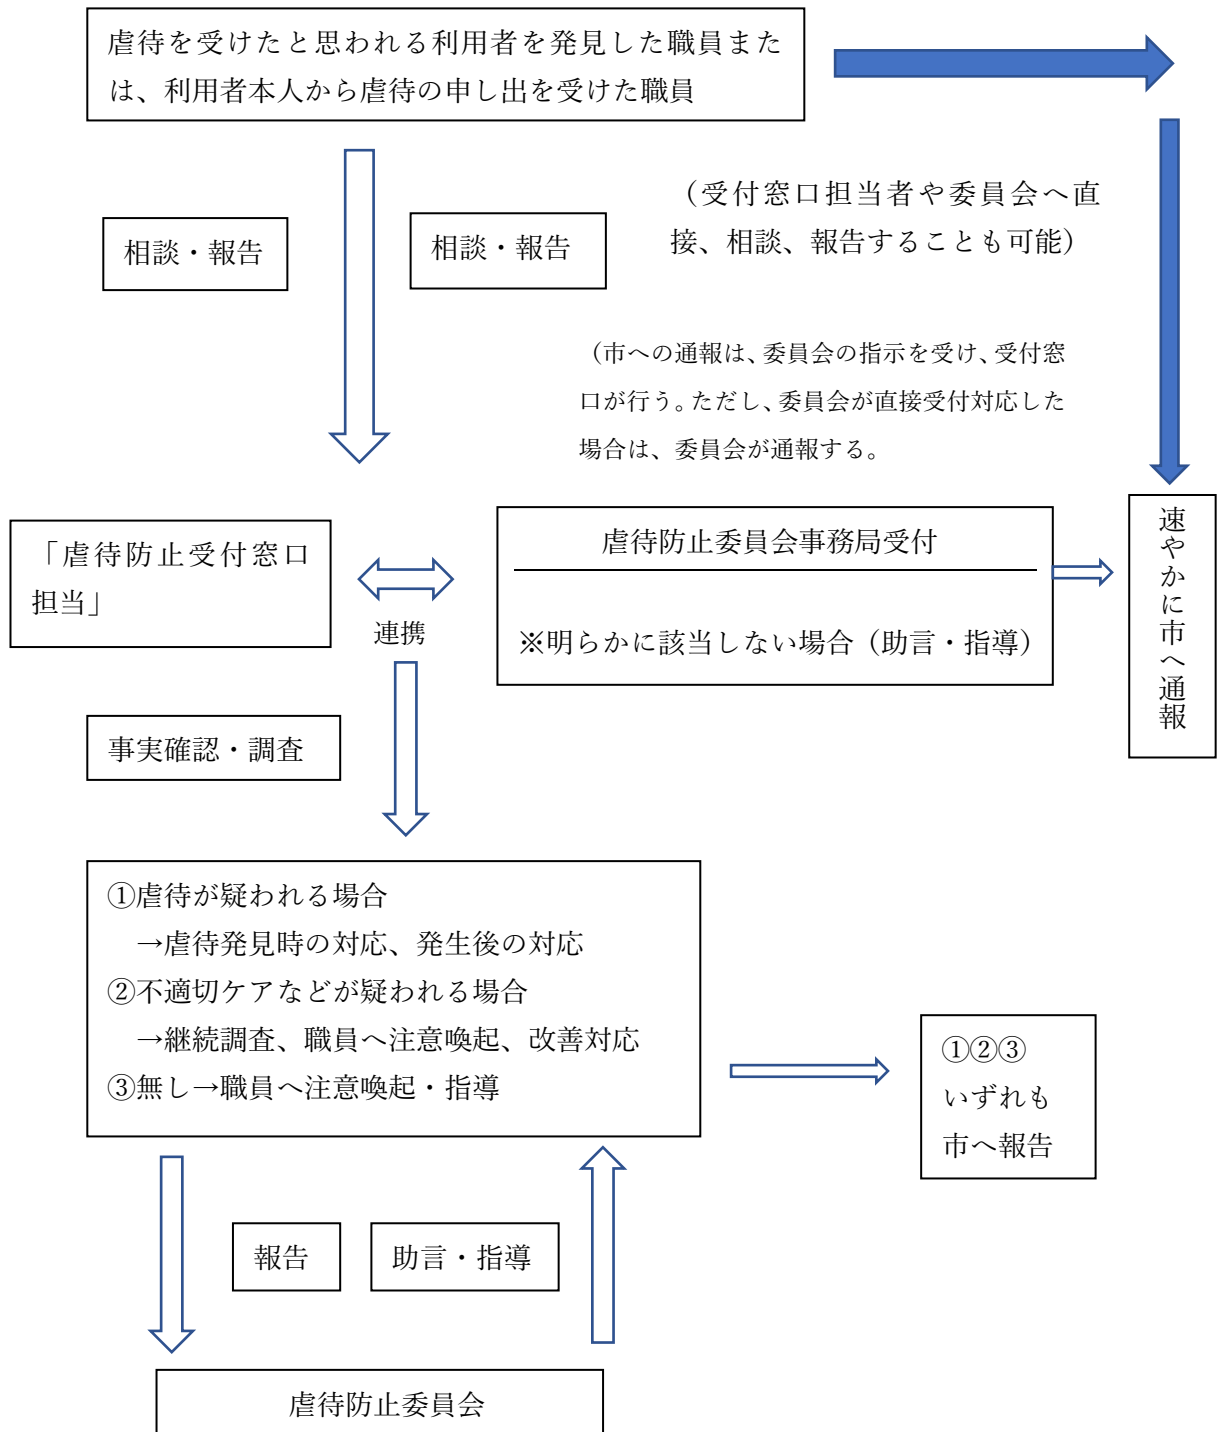 虐待を受けたと思われる利用者を発見した職員また
は、利用者本人から虐待の申し出を受けた職員
相談・報告
相談・報告
（受付窓口担当者や委員会へ直
接、相談、報告することも可能）
（市への通報は、委員会の指示を受け、受付窓
口が行う。ただし、委員会が直接受付対応した
場合は、委員会が通報する。
「虐待防止受付窓口
担当」
連携
虐待防止委員会事務局受付
※明らかに該当しない場合（助言・指導）
速やかに市へ通報
事実確認・調査
①虐待が疑われる場合
→虐待発見時の対応、発生後の対応
②不適切ケアなどが疑われる場合
→継続調査、職員へ注意喚起、改善対応
③無し→職員へ注意喚起・指導
①②③
いずれも
市へ報告
報告
助言・指導
虐待防止委員会